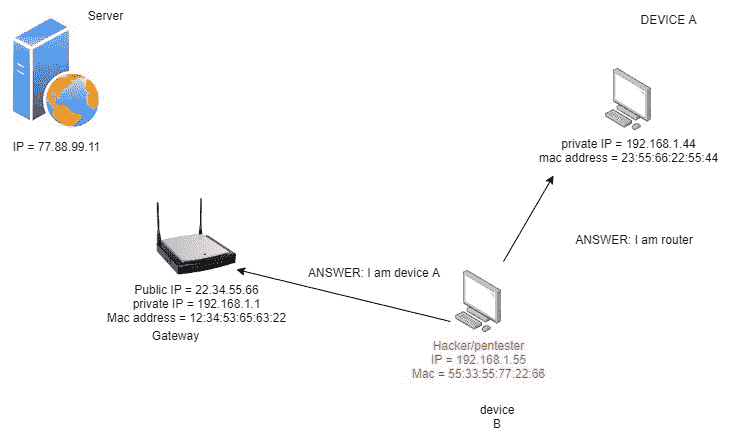 Server
DEVICE A
IP = 77.88.99.11
private IP = 192.168.1.44
mac address = 23:55:66:22:55:44
ANSWER: I am router
ANSWER: I am device A
Public IP = 22.34.55.66
private IP = 192.168.1.1
Mac address = 12:34:53:65:63:22
Gateway
Hacker/pentester
IP = 192.168.1.55
Mac = 55:33:55:77:22:66
device
B